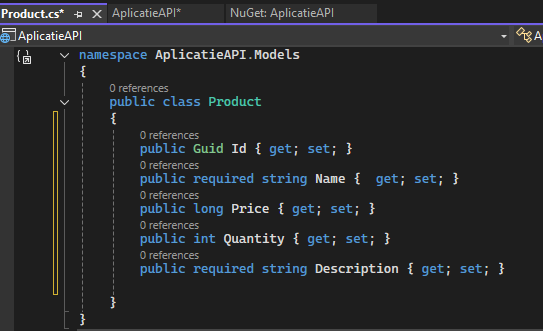 Product.cs*
AplicatieAPI*
NuGet: AplicatieAPI
AplicatieAPI
A
namespace AplicatieAPI.Models
{
0 references
public class Product
{
0 references
public Guid Id { get; set; }
0 references
public required string Name {  get; set; }
0 references
public long Price { get; set; }
0 references
public int Quantity { get; set; }
0 references
public required string Description { get; set; }
}
}